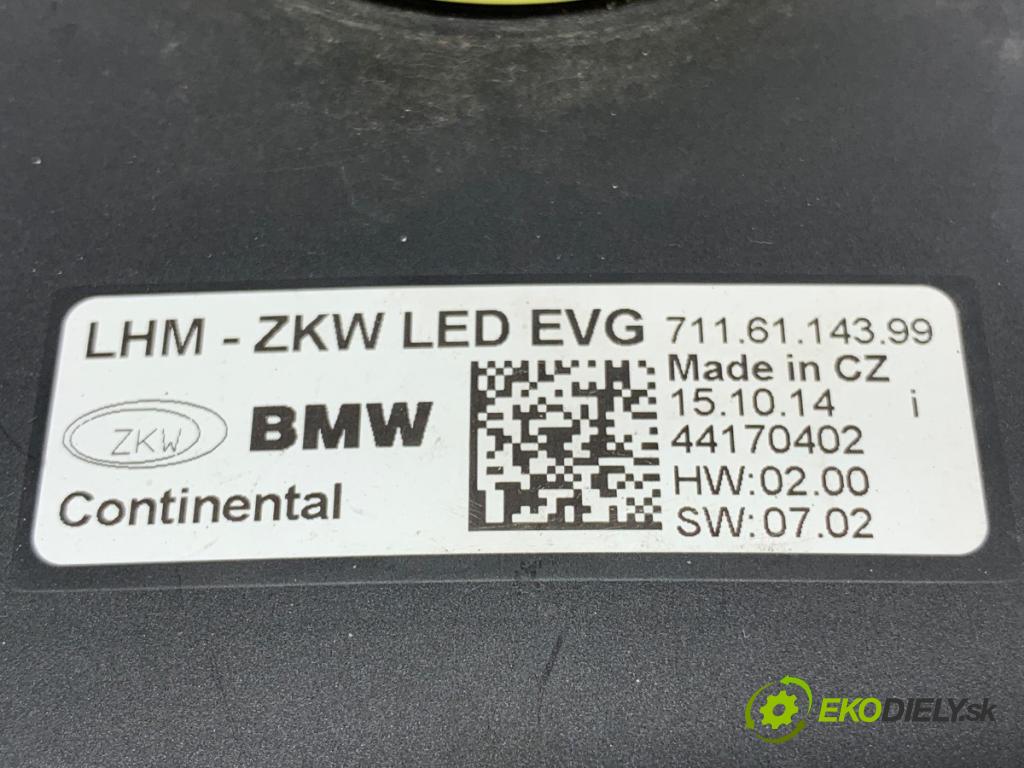 LHM - ZKW LED EVG 711.61.143.99
Made in CZ
15.10.14 i
44170402
HW:02.00
SW:07.02
ZKW BMW
Continental
EKODIELY.sk